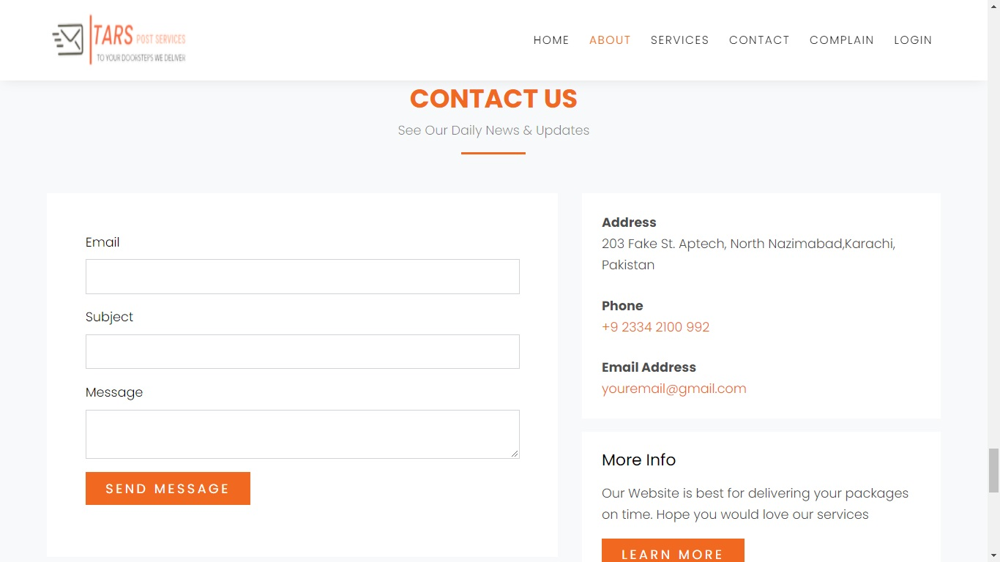 TARS POST SERVICES
TO YOUR DOORSTEPS WE DELIVER
HOME ABOUT SERVICES CONTACT COMPLAIN LOGIN
CONTACT US
See Our Daily News & Updates
Email
Subject
Message
SEND MESSAGE
Address
203 Fake St. Aptech, North Nazimabad,Karachi,
Pakistan
Phone
+9 2334 2100 992
Email Address
youremail@gmail.com
More Info
Our Website is best for delivering your packages
on time. Hope you would love our services
LEARN MORE